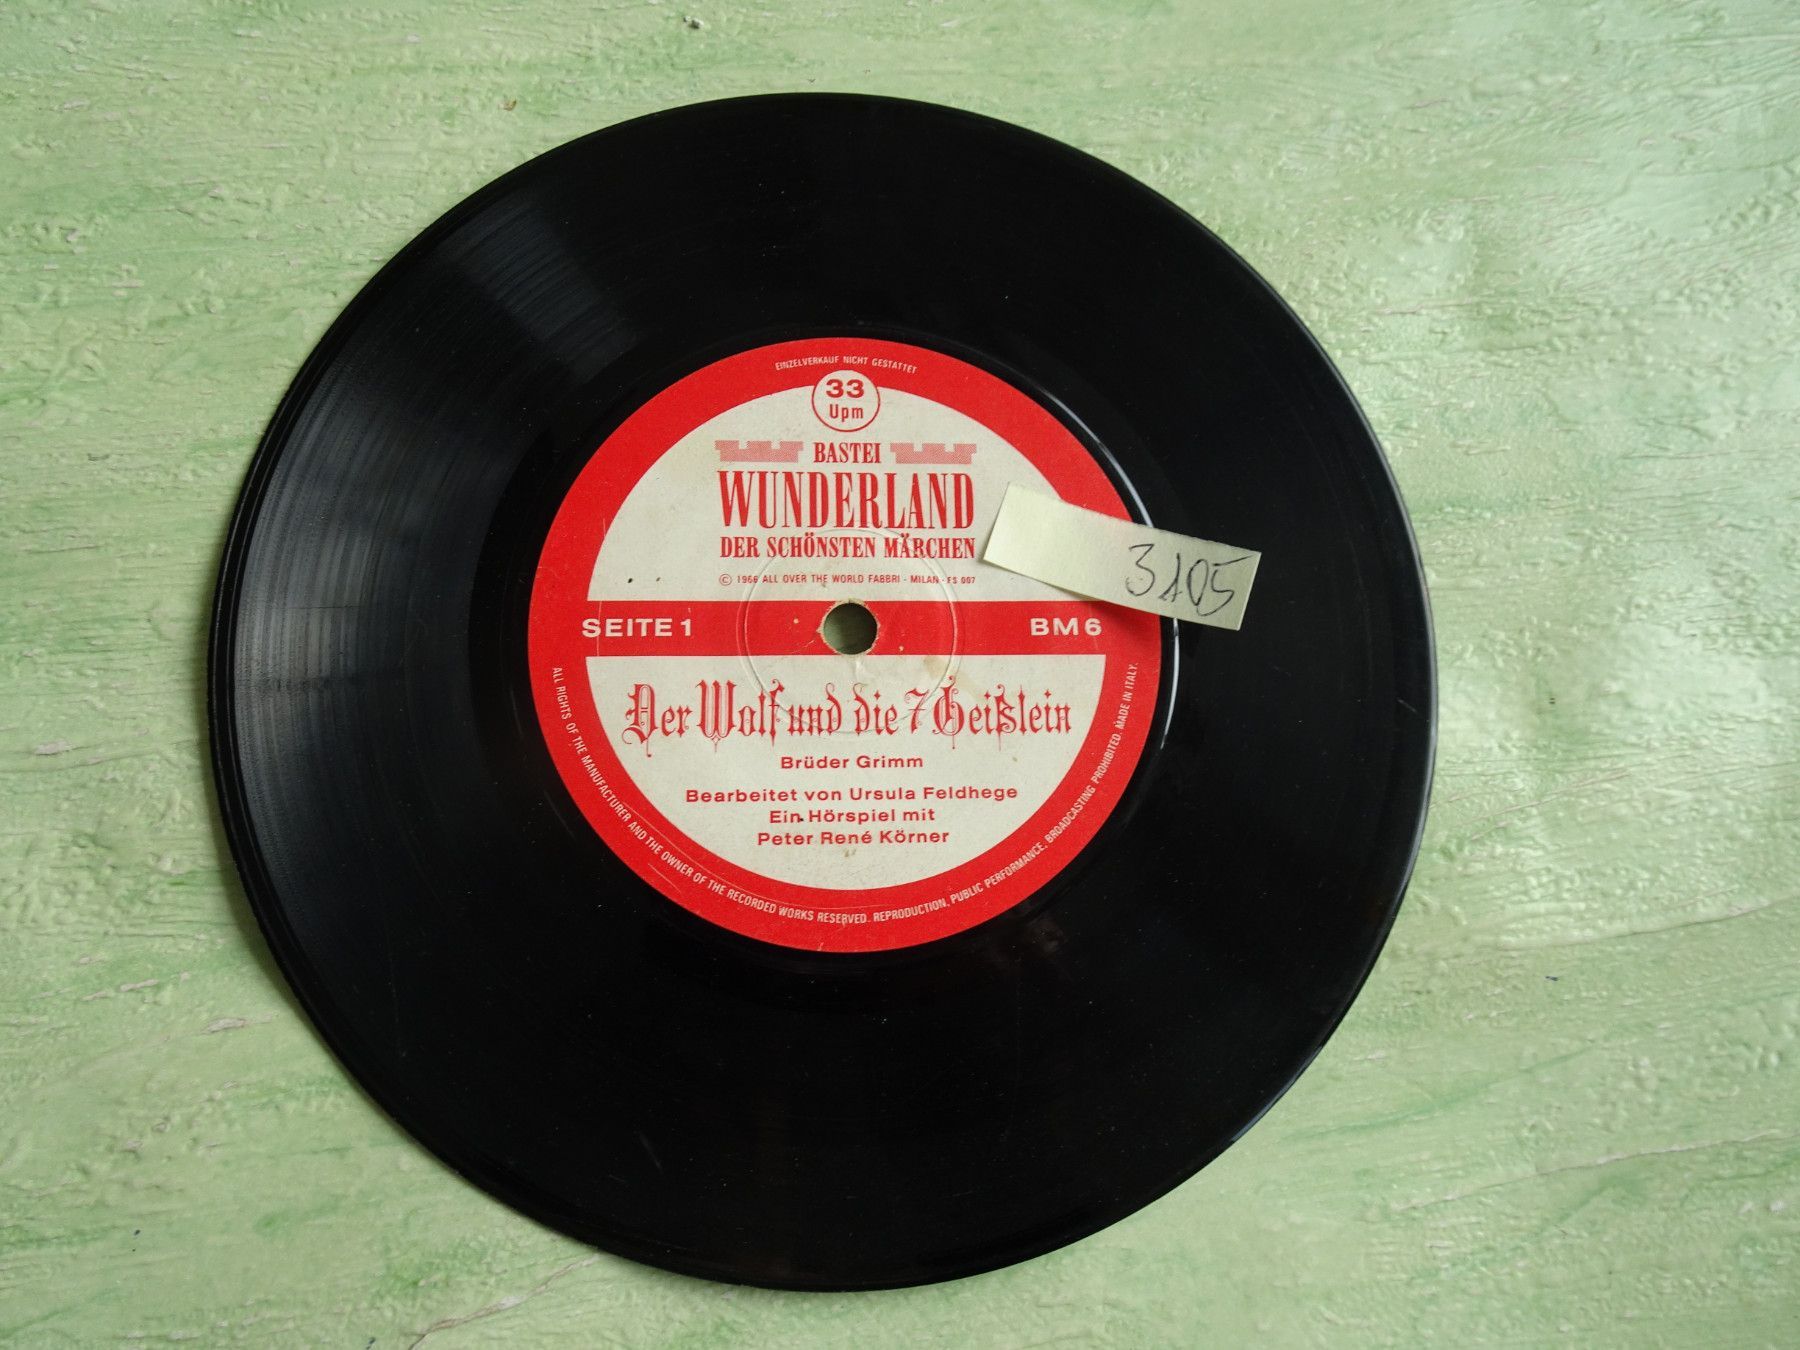 EINZELVERKAUF NICHT GESTATTET
33
Upm
BASTEI
WUNDERLAND
DER SCHÖNSTEN MÄRCHEN
© 1966 ALL OVER THE WORLD FABBRI - MILAN - FS 007
3105
SEITE 1
BM 6
Der Wolf und die 7 Geißlein
Brüder Grimm
Bearbeitet von Ursula Feldhege
Ein Hörspiel mit
Peter René Körner
ALL RIGHTS OF THE MANUFACTURER AND THE OWNER OF THE RECORDED WORKS RESERVED. REPRODUCTION, PUBLIC PERFORMANCE, BROADCASTING PROHIBITED. MADE IN ITALY.